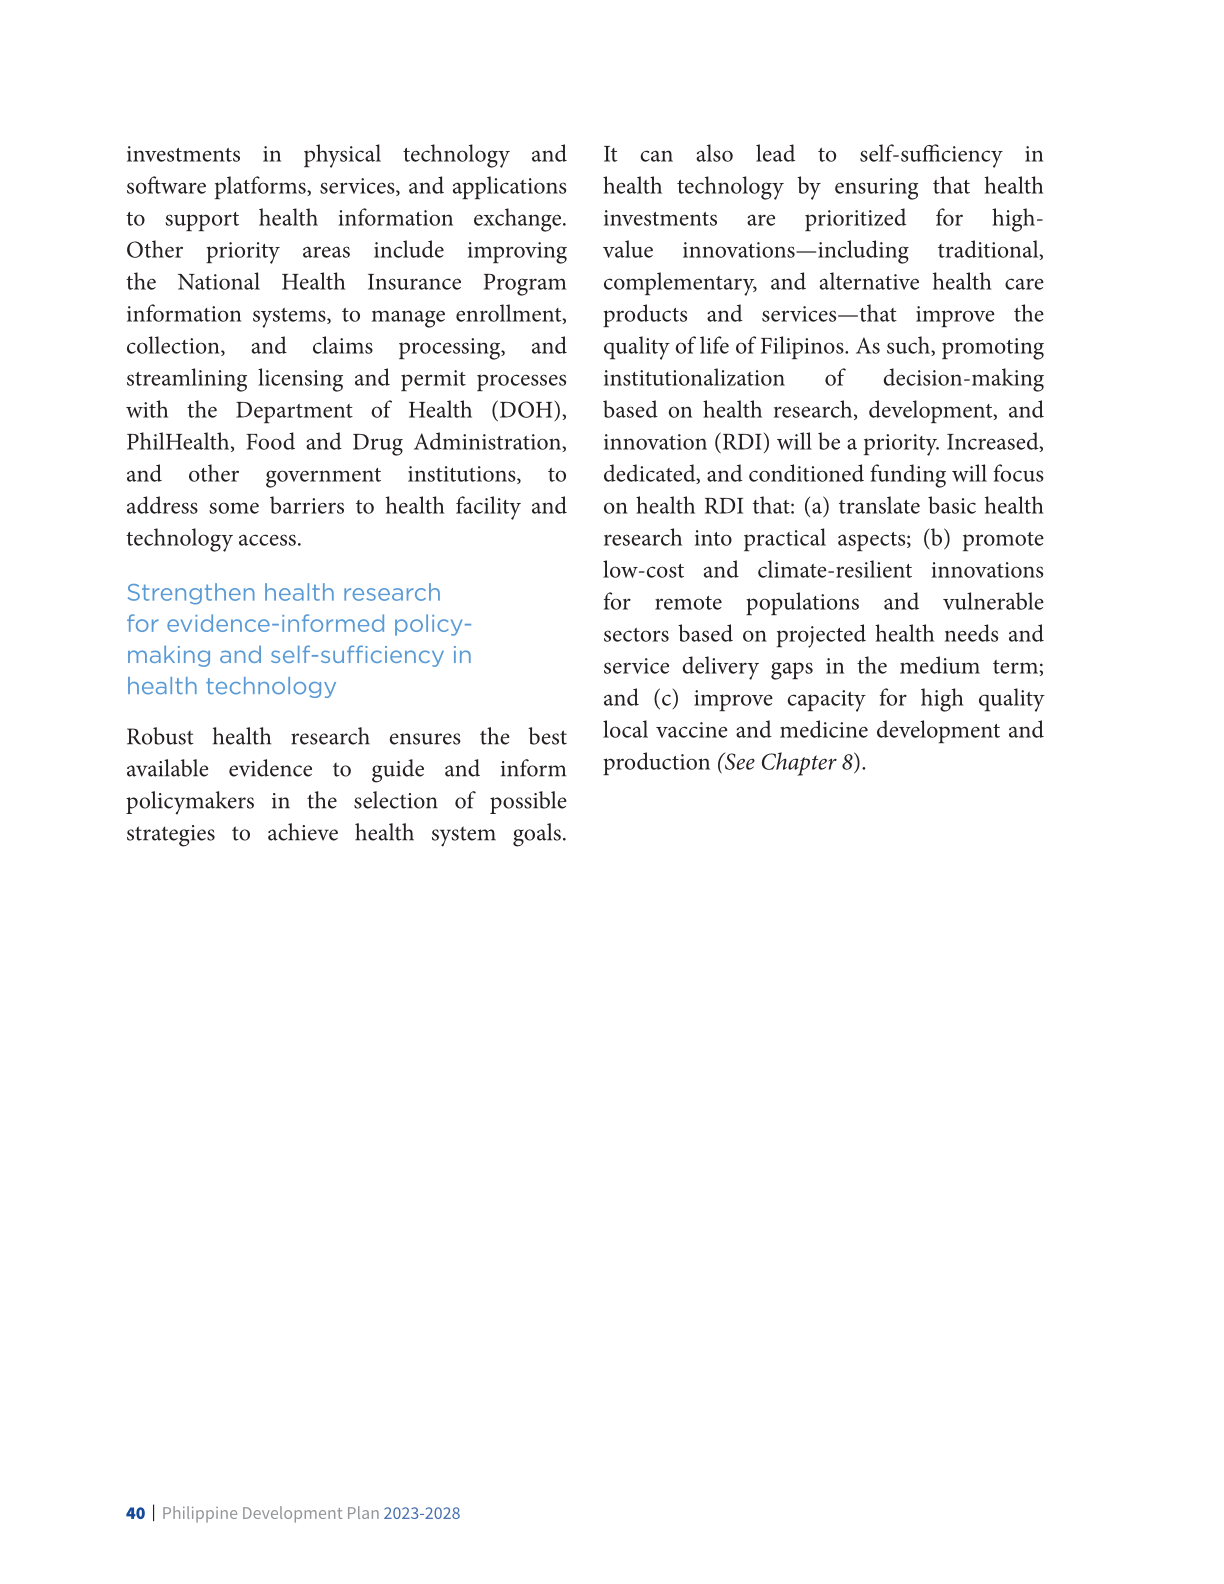 investments in physical technology and
software platforms, services, and applications
to support health information exchange.
Other priority areas include improving
the National Health Insurance Program
information systems, to manage enrollment,
collection, and claims processing, and
streamlining licensing and permit processes
with the Department of Health (DOH),
PhilHealth, Food and Drug Administration,
and other government institutions, to
address some barriers to health facility and
technology access.
Strengthen health research
for evidence-informed policy-
making and self-sufficiency in
health technology
Robust health research ensures the best
available evidence to guide and inform
policymakers in the selection of possible
strategies to achieve health system goals.
It can also lead to self-sufficiency in
health technology by ensuring that health
investments are prioritized for high-
value innovations—including traditional,
complementary, and alternative health care
products and services—that improve the
quality of life of Filipinos. As such, promoting
institutionalization of decision-making
based on health research, development, and
innovation (RDI) will be a priority. Increased,
dedicated, and conditioned funding will focus
on health RDI that: (a) translate basic health
research into practical aspects; (b) promote
low-cost and climate-resilient innovations
for remote populations and vulnerable
sectors based on projected health needs and
service delivery gaps in the medium term;
and (c) improve capacity for high quality
local vaccine and medicine development and
production (See Chapter 8).
40 | Philippine Development Plan 2023-2028